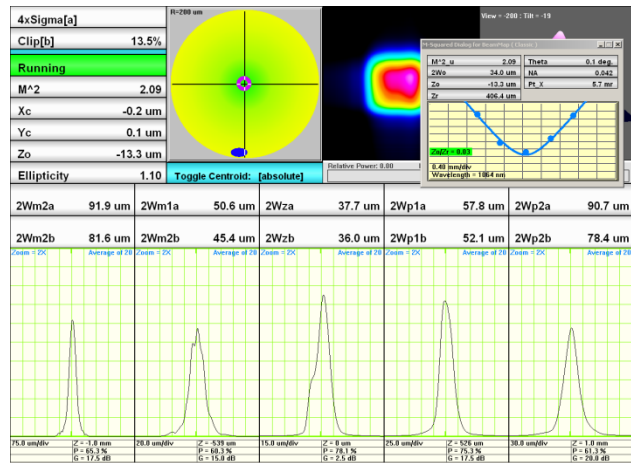 4xSigma[a]
Clip[b] 13.5%
Running
M^2 2.09
Xc -0.2 um
Yc 0.1 um
Zo -13.3 um
Ellipticity 1.10
R=200 um
Toggle Centroid: [absolute]
View = -200 : Tilt = -19
Relative Power: 0.00
M-Squared Dialog for BeamMap ( Classic )
M^2_u 2.09 Theta 0.1 deg.
2Wo 34.0 um NA 0.042
Zo -13.3 um Pt_X 5.7 mr
Zr 406.4 um
Zo/Zr = 0.03
0.40 mm/div
Wavelength = 1064 nm
2Wm2a 91.9 um 2Wm1a 50.6 um 2Wza 37.7 um 2Wp1a 57.8 um 2Wp2a 90.7 um
2Wm2b 81.6 um 2Wm1b 45.4 um 2Wzb 36.0 um 2Wp1b 52.1 um 2Wp2b 78.4 um
Zoom = 2X Average of 20 Zoom = 2X Average of 20 Zoom = 2X Average of 20 Zoom = 2X Average of 20 Zoom = 2X Average of 20
75.0 um/div Z = -1.0 mm 20.0 um/div Z = -539 um 15.0 um/div Z = 0 um 25.0 um/div Z = 526 um 30.0 um/div Z = 1.0 mm
P = 65.3 % P = 60.3 % P = 78.1 % P = 75.3 % P = 61.3 %
G = 17.5 dB G = 15.0 dB G = 2.5 dB G = 17.5 dB G = 20.0 dB